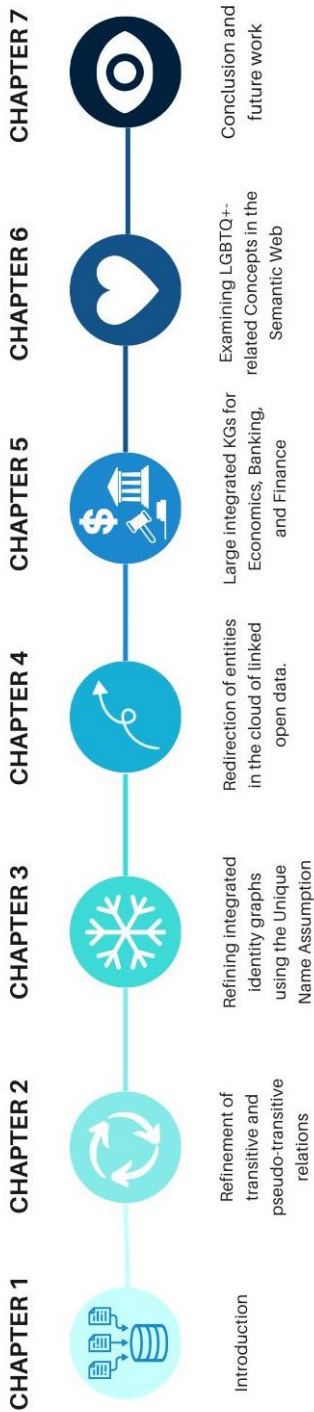 CHAPTER 1
Introduction
CHAPTER 2
Refinement of
transitive and
pseudo-transitive
relations
CHAPTER 3
Refining integrated
identity graphs
using the Unique
Name Assumption
CHAPTER 4
Redirection of entities
in the cloud of linked
open data.
CHAPTER 5
Large integrated KGs for
Economics, Banking,
and Finance
CHAPTER 6
Examining LGBTQ+-
related Concepts in the
Semantic Web
CHAPTER 7
Conclusion and
future work